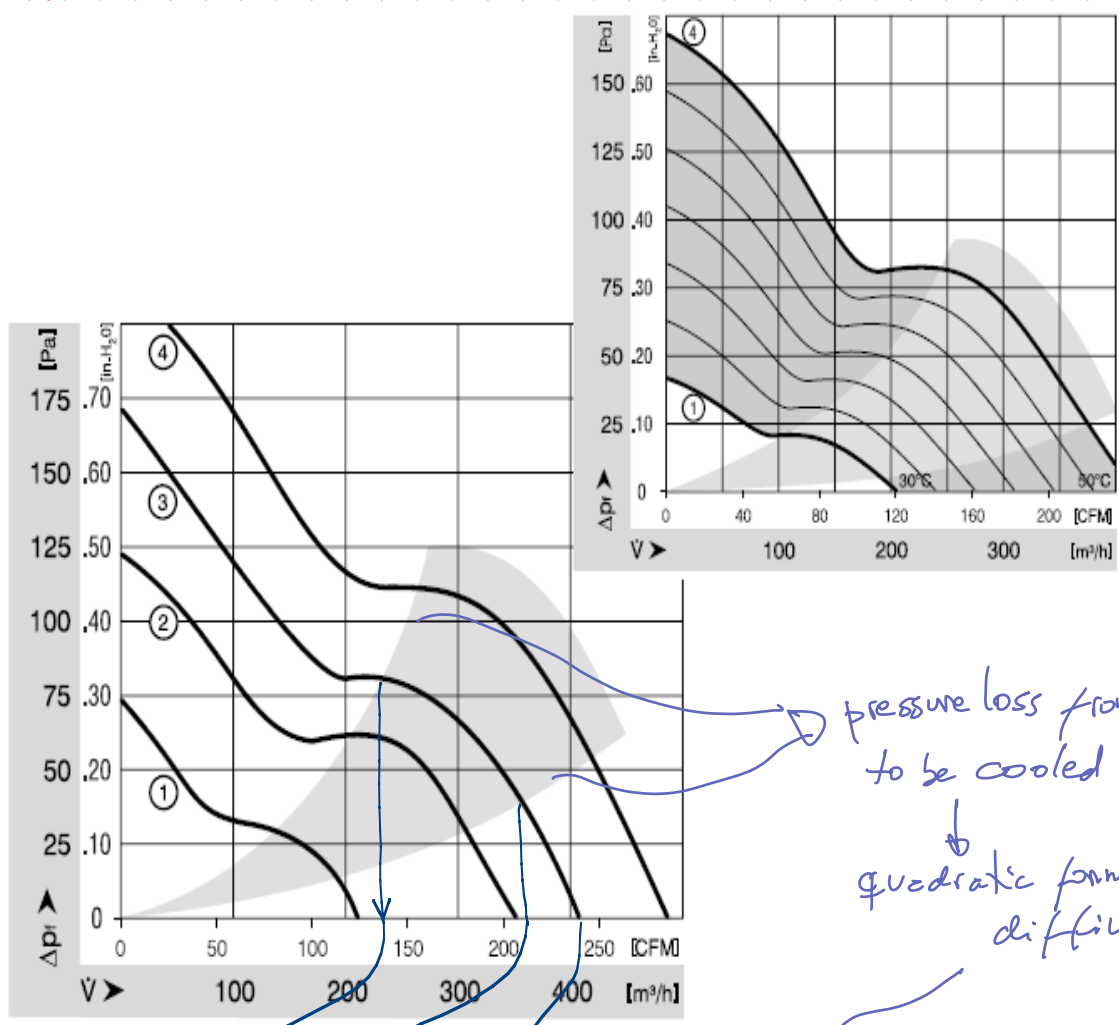 [Pa]
[in.H₂O]
④
150 .60
125 .50
100 .40
75 .30
50 .20
25 .10
①
0
30°C
50°C
Δpf ➤
0 40 80 120 160 200 [CFM]
V̇ ➤ 100 200 300 [m³/h]
[Pa]
[in.H₂O]
④
175 .70
150 .60
③
125 .50
100 .40
②
75 .30
50 .20
①
25 .10
0
Δpf ➤
0 50 100 150 200 250 [CFM]
V̇ ➤ 100 200 300 400 [m³/h]
pressure loss
to be cooled
quadratic